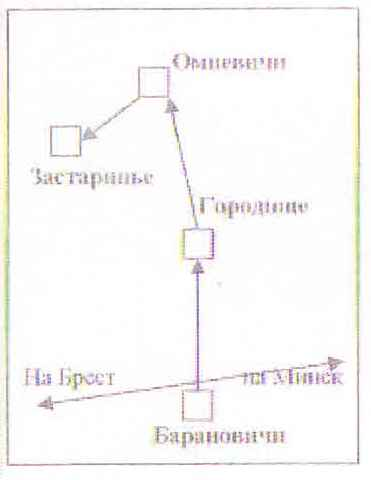 Омневичи
Застаринье
Городище
На Брест
на Минск
Барановичи